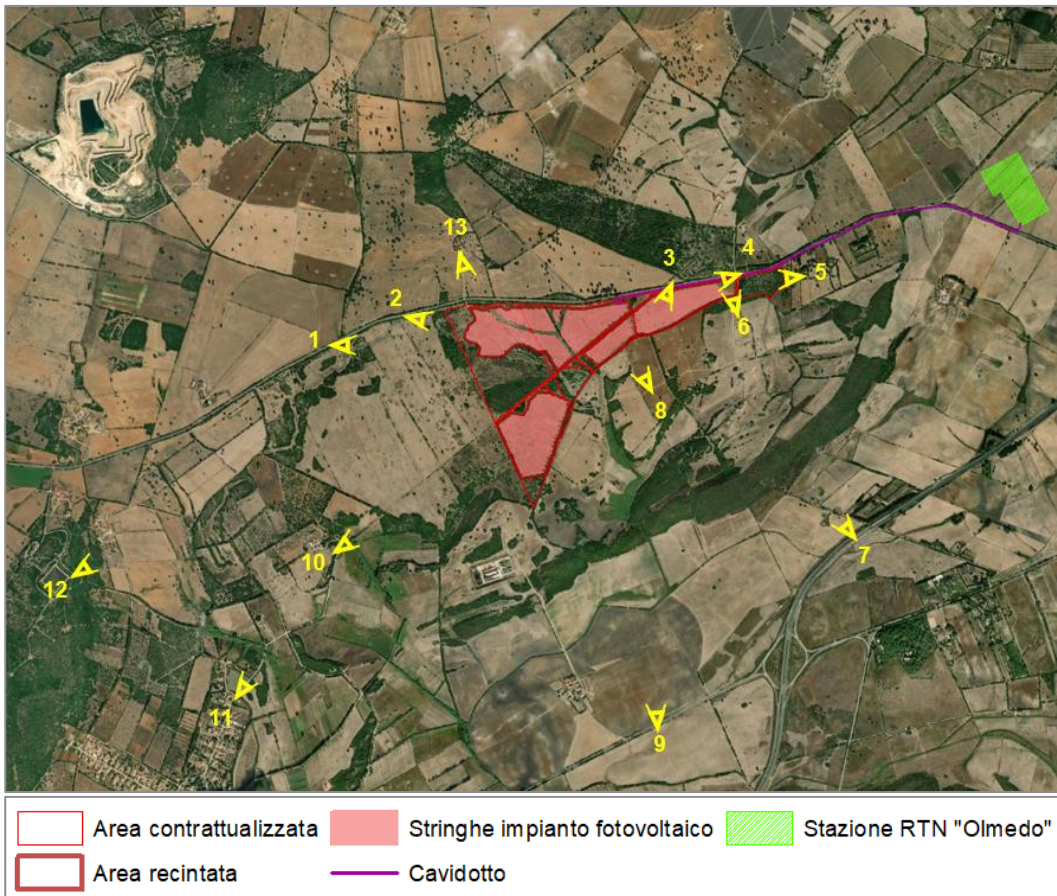 13
3
4
5
2
1
6
8
7
10
12
11
9
Area contrattualizzata
Stringhe impianto fotovoltaico
Stazione RTN "Olmedo"
Area recintata
Cavidotto